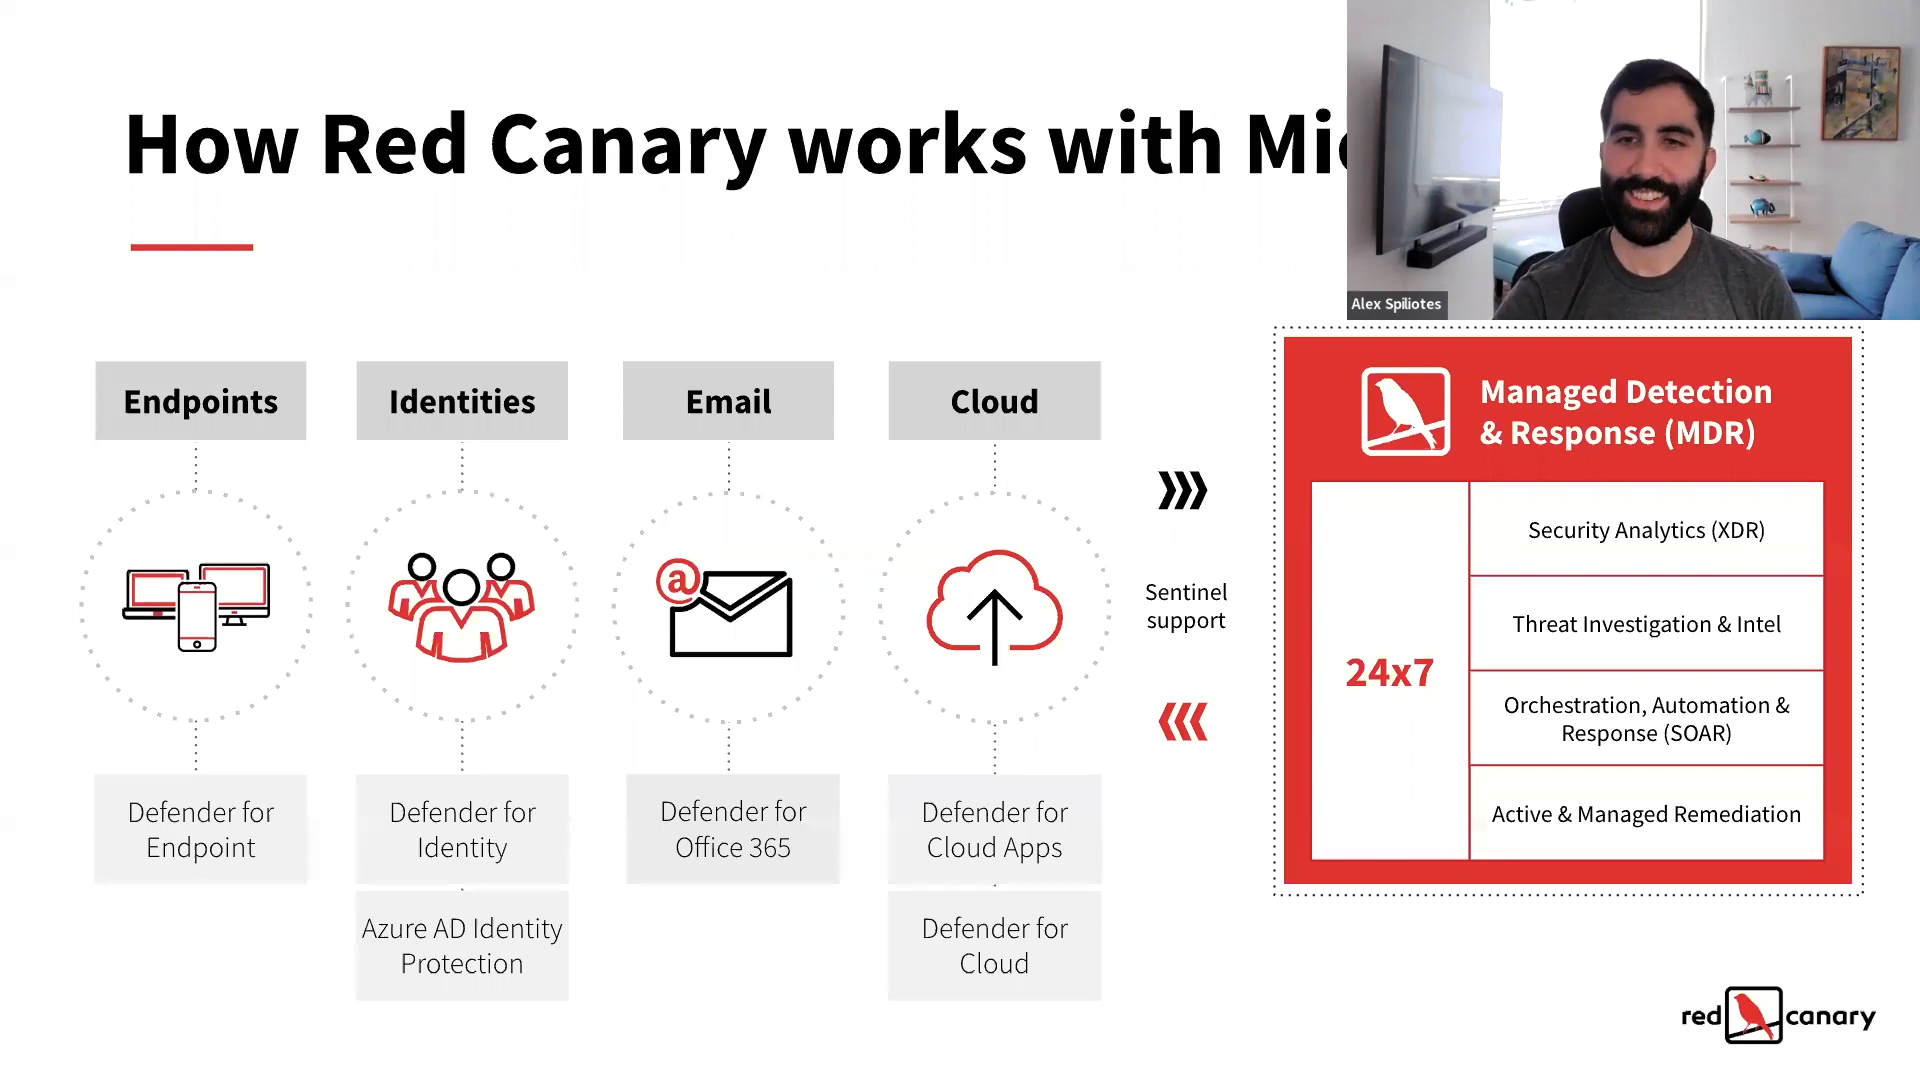 How Red Canary works with Mic
Alex Spiliotes
Endpoints
Identities
Email
Cloud
@
Defender for
Endpoint
Defender for
Identity
Azure AD Identity
Protection
Defender for
Office 365
Defender for
Cloud Apps
Defender for
Cloud
Sentinel
support
Managed Detection
& Response (MDR)
24x7
Security Analytics (XDR)
Threat Investigation & Intel
Orchestration, Automation &
Response (SOAR)
Active & Managed Remediation
red canary